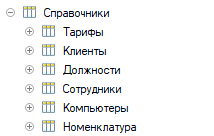 Справочники
Тарифы
Клиенты
Должности
Сотрудники
Компьютеры
Номенклатура